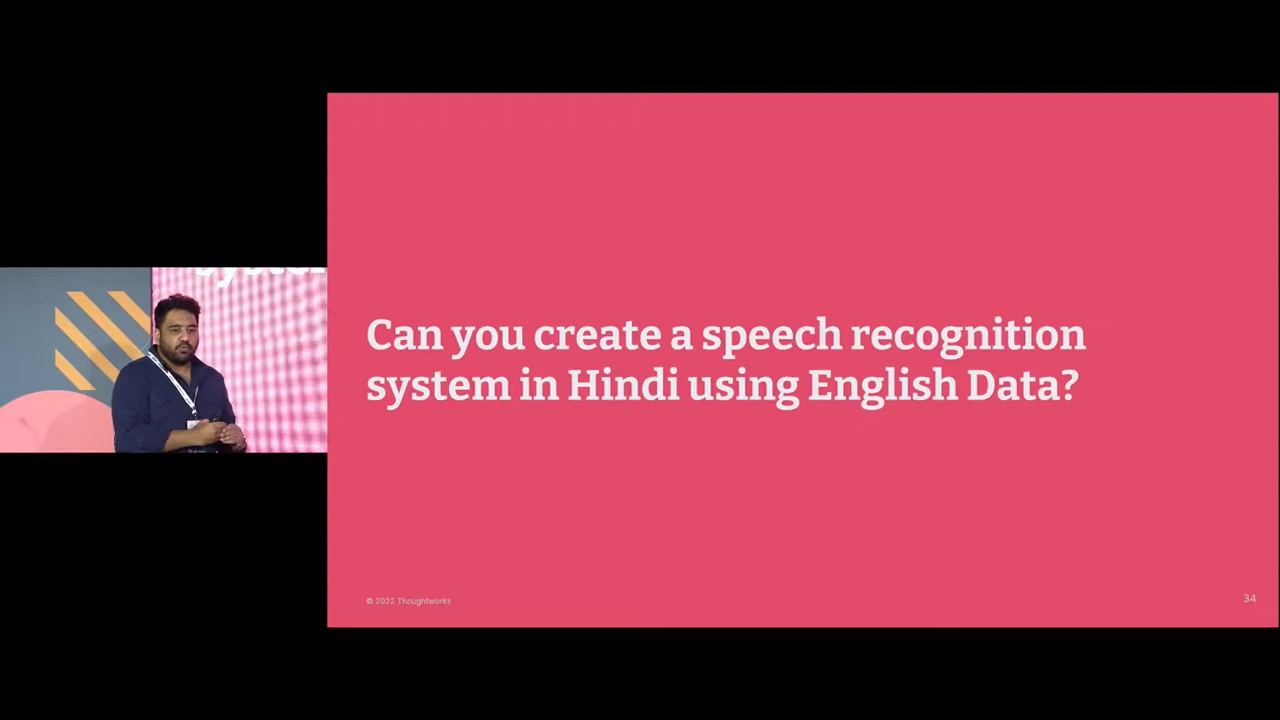 Can you create a speech recognition
system in Hindi using English Data?
© 2022 Thoughtworks
34